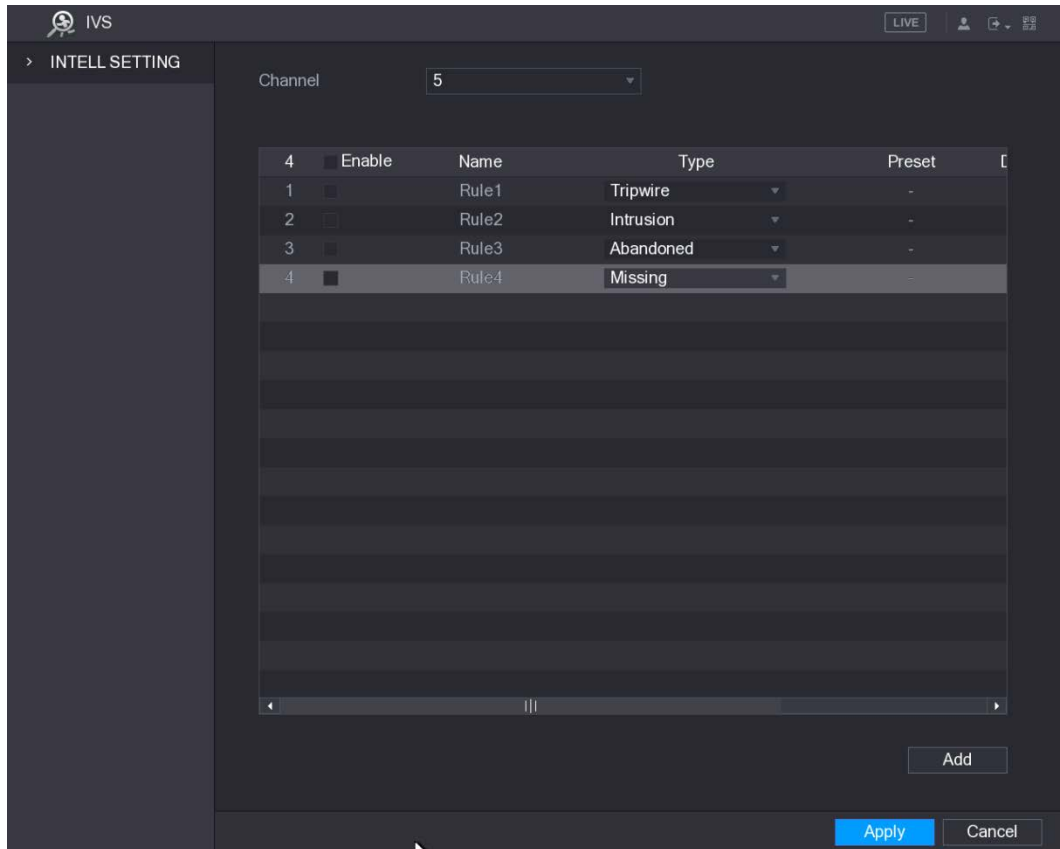 IVS LIVE
INTELL SETTING
Channel 5
4 Enable Name Type Preset
1 Rule1 Tripwire -
2 Rule2 Intrusion -
3 Rule3 Abandoned -
4 Rule4 Missing
Add
Apply Cancel